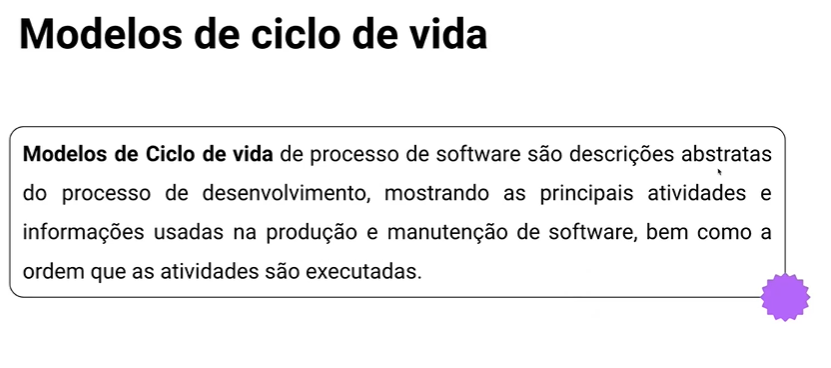 Modelos de ciclo de vida
Modelos de Ciclo de vida de processo de software são descrições abstratas
do processo de desenvolvimento, mostrando as principais atividades e
informações usadas na produção e manutenção de software, bem como a
ordem que as atividades são executadas.